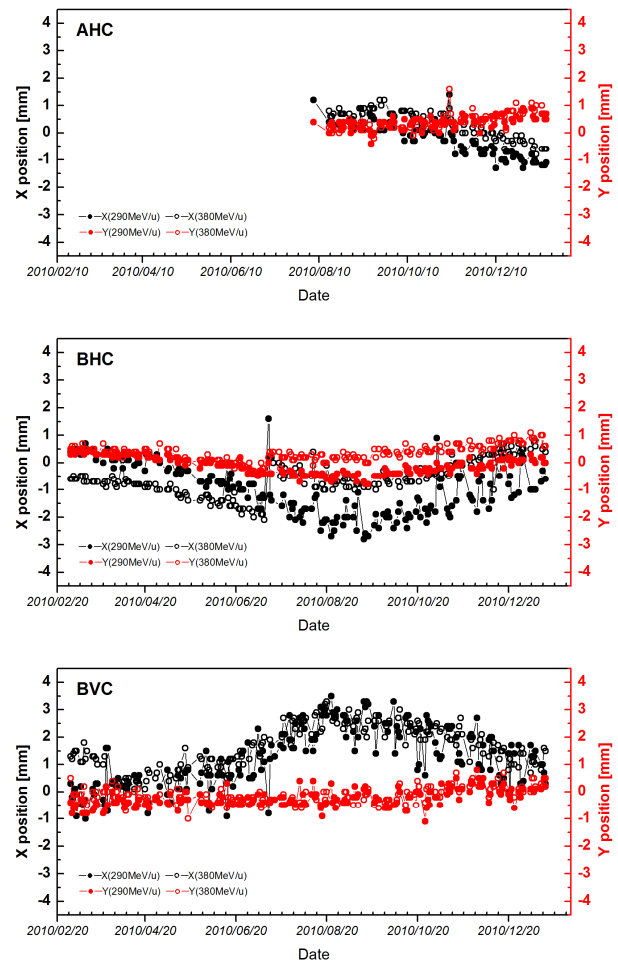 AHC
X position [mm]
Y position [mm]
4
3
2
1
0
-1
-2
-3
-4
4
3
2
1
0
-1
-2
-3
-4
X(290MeV/u) X(380MeV/u)
Y(290MeV/u) Y(380MeV/u)
2010/02/10 2010/04/10 2010/06/10 2010/08/10 2010/10/10 2010/12/10
Date
BHC
X position [mm]
Y position [mm]
4
3
2
1
0
-1
-2
-3
-4
4
3
2
1
0
-1
-2
-3
-4
X(290MeV/u) X(380MeV/u)
Y(290MeV/u) Y(380MeV/u)
2010/02/20 2010/04/20 2010/06/20 2010/08/20 2010/10/20 2010/12/20
Date
BVC
X position [mm]
Y position [mm]
4
3
2
1
0
-1
-2
-3
-4
4
3
2
1
0
-1
-2
-3
-4
X(290MeV/u) X(380MeV/u)
Y(290MeV/u) Y(380MeV/u)
2010/02/20 2010/04/20 2010/06/20 2010/08/20 2010/10/20 2010/12/20
Date